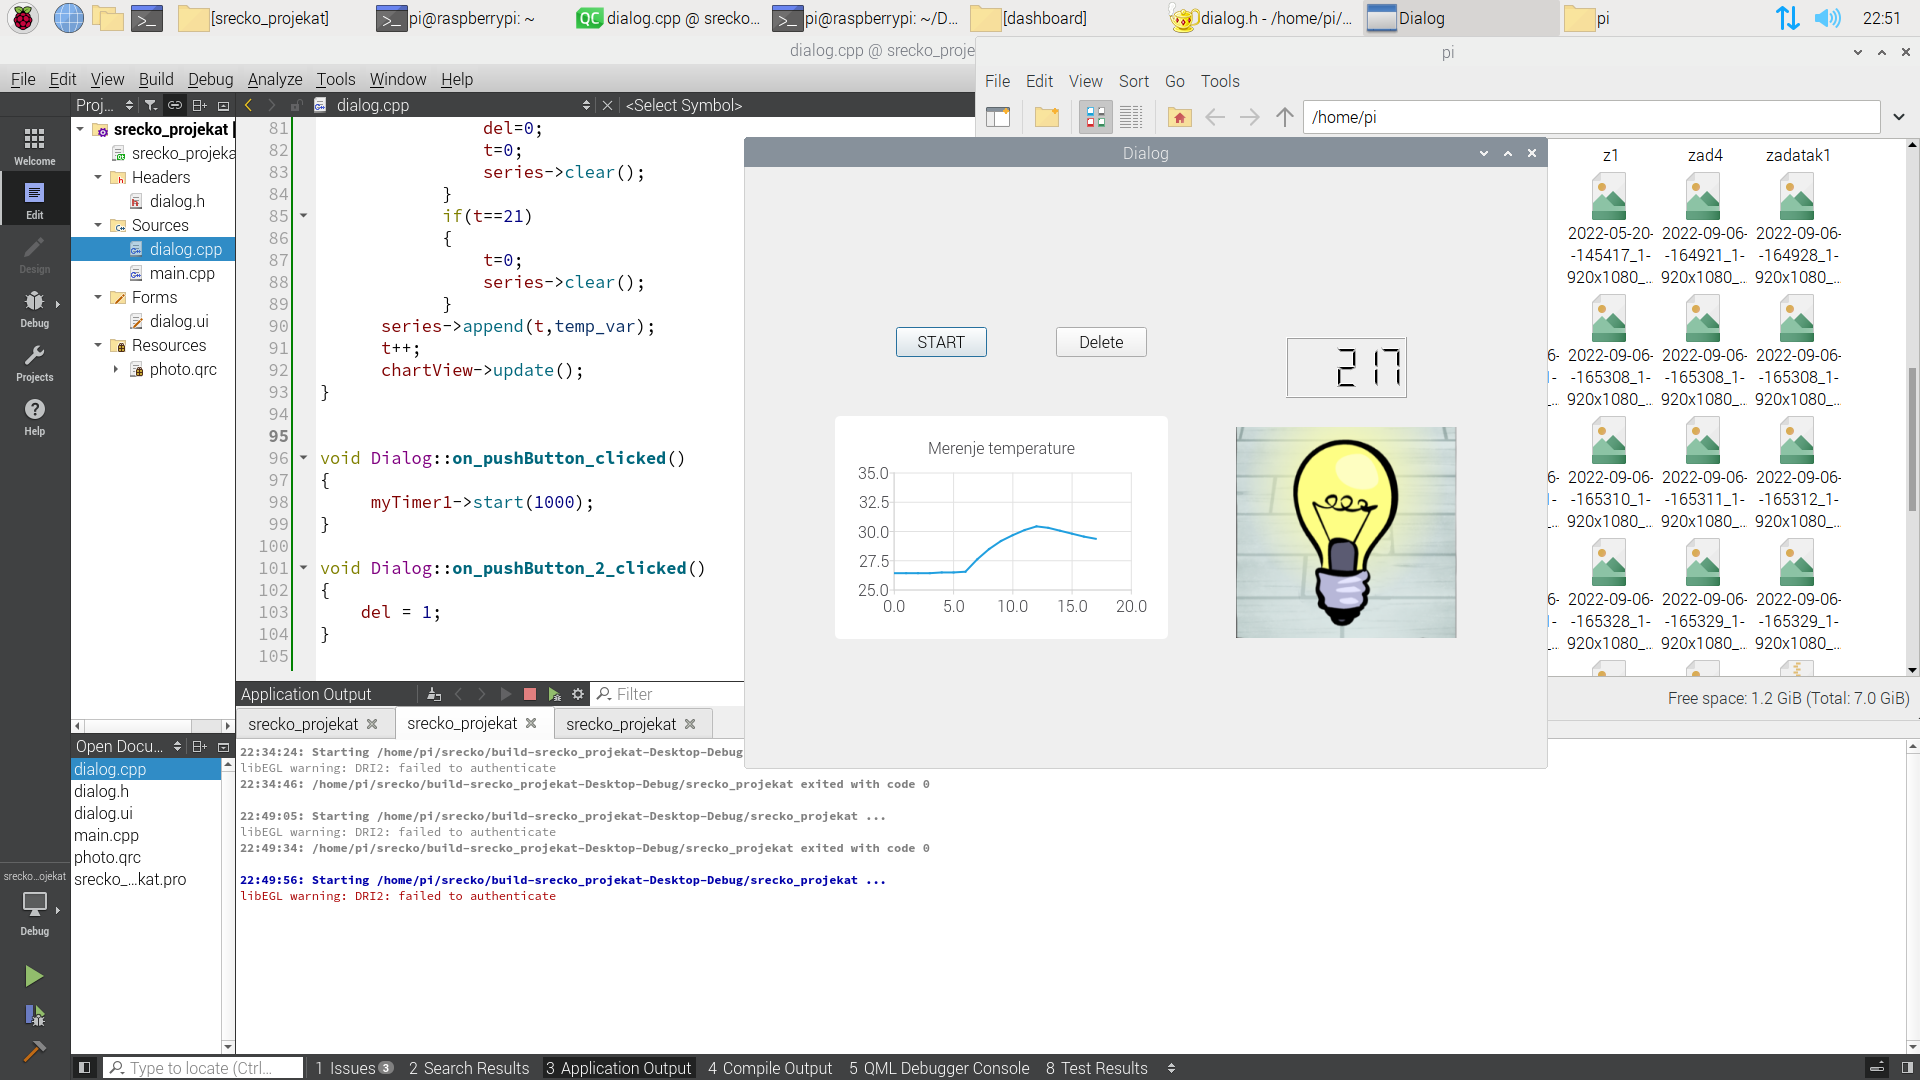 [srecko_projekat]
pi@raspberrypi: ~
QC dialog.cpp @ srecko...
pi@raspberrypi: ~/D...
[dashboard]
dialog.h - /home/pi/...
Dialog
pi
22:51
dialog.cpp @ srecko_proje
pi
File Edit View Build Debug Analyze Tools Window Help
File Edit View Sort Go Tools
/home/pi
Proj...
dialog.cpp
<Select Symbol>
Welcome
Edit
Design
Debug
Projects
Help
srecko_projekat [
srecko_projeka
Headers
dialog.h
Sources
dialog.cpp
main.cpp
Forms
dialog.ui
Resources
photo.qrc
81 del=0;
82 t=0;
83 series->clear();
84 }
85 if(t==21)
86 {
87 t=0;
88 series->clear();
89 }
90 series->append(t,temp_var);
91 t++;
92 chartView->update();
93 }
94
95
96 void Dialog::on_pushButton_clicked()
97 {
98 myTimer1->start(1000);
99 }
100
101 void Dialog::on_pushButton_2_clicked()
102 {
103 del = 1;
104 }
105
Dialog
START
Delete
217
Merenje temperature
35.0
32.5
30.0
27.5
25.0
0.0 5.0 10.0 15.0 20.0
z1 zad4 zadatak1
2022-05-20- 2022-09-06- 2022-09-06-
-145417_1- -164921_1- -164928_1-
920x1080_... 920x1080_... 920x1080_...
6- 2022-09-06- 2022-09-06- 2022-09-06-
1- -165308_1- -165308_1- -165308_1-
... 920x1080_... 920x1080_... 920x1080_...
6- 2022-09-06- 2022-09-06- 2022-09-06-
1- -165310_1- -165311_1- -165312_1-
... 920x1080_... 920x1080_... 920x1080_...
6- 2022-09-06- 2022-09-06- 2022-09-06-
1- -165328_1- -165329_1- -165329_1-
... 920x1080_... 920x1080_... 920x1080_...
Free space: 1.2 GiB (Total: 7.0 GiB)
Application Output
Filter
srecko_projekat srecko_projekat srecko_projekat
22:34:24: Starting /home/pi/srecko/build-srecko_projekat-Desktop-Debug
libEGL warning: DRI2: failed to authenticate
22:34:46: /home/pi/srecko/build-srecko_projekat-Desktop-Debug/srecko_projekat exited with code 0
22:49:05: Starting /home/pi/srecko/build-srecko_projekat-Desktop-Debug/srecko_projekat ...
libEGL warning: DRI2: failed to authenticate
22:49:34: /home/pi/srecko/build-srecko_projekat-Desktop-Debug/srecko_projekat exited with code 0
22:49:56: Starting /home/pi/srecko/build-srecko_projekat-Desktop-Debug/srecko_projekat ...
libEGL warning: DRI2: failed to authenticate
Open Docu...
dialog.cpp
dialog.h
dialog.ui
main.cpp
photo.qrc
srecko_...kat.pro
srecko...ojekat
Debug
Type to locate (Ctrl...
1 Issues 3
2 Search Results
3 Application Output
4 Compile Output
5 QML Debugger Console
8 Test Results